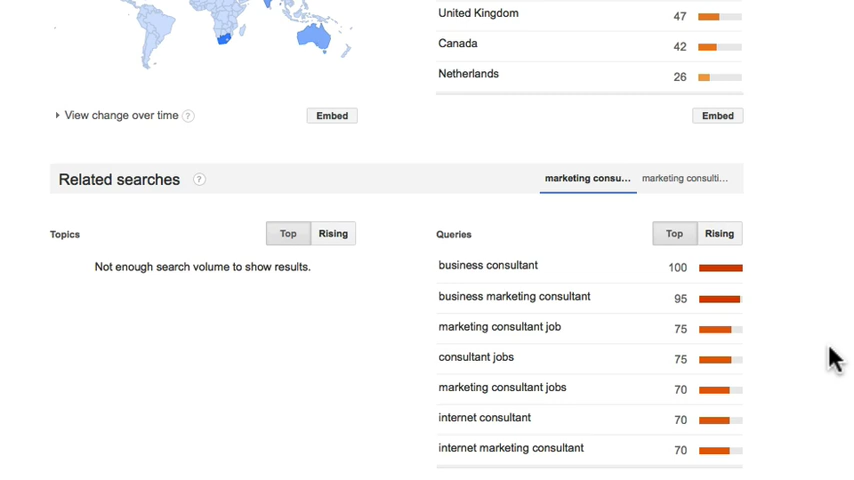 United Kingdom 47
Canada 42
Netherlands 26
View change over time ?
Embed
Embed
Related searches ?
marketing consu...
marketing consulti...
Topics
Top
Rising
Queries
Top
Rising
Not enough search volume to show results.
business consultant 100
business marketing consultant 95
marketing consultant job 75
consultant jobs 75
marketing consultant jobs 70
internet consultant 70
internet marketing consultant 70